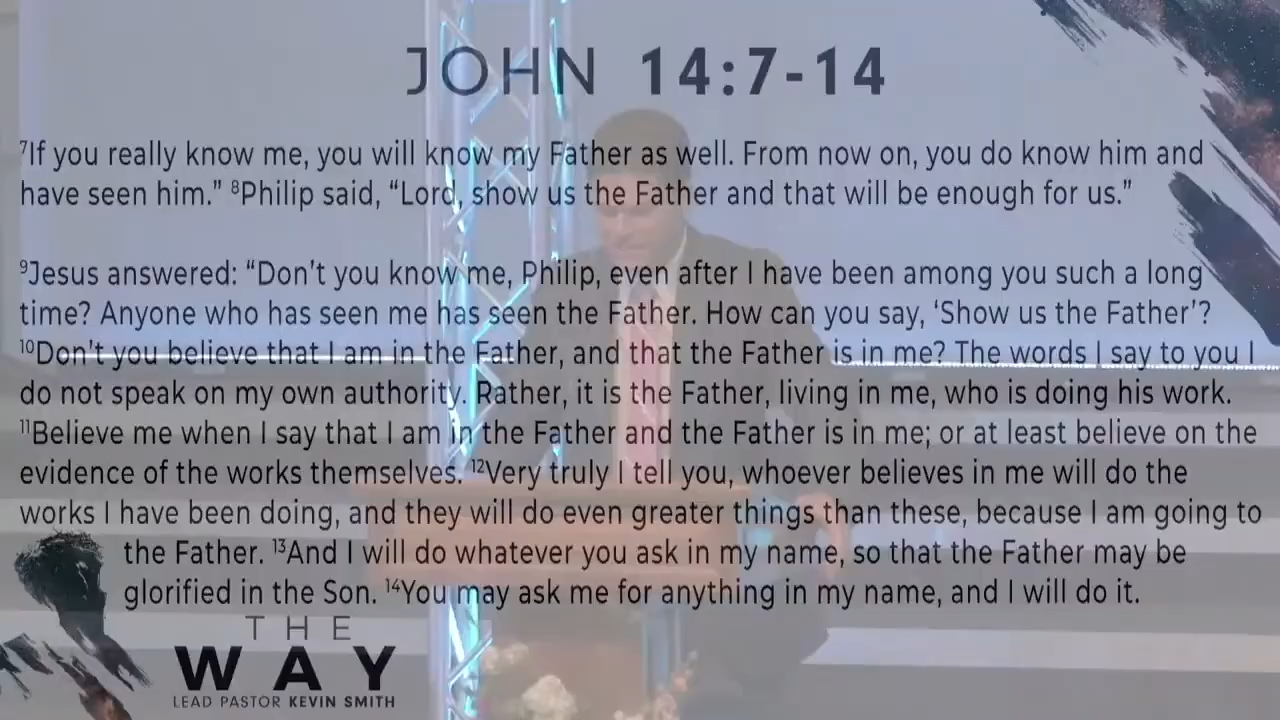 JOHN 14:7-14
⁷If you really know me, you will know my Father as well. From now on, you do know him and
have seen him.” ⁸Philip said, “Lord, show us the Father and that will be enough for us.”
⁹Jesus answered: “Don’t you know me, Philip, even after I have been among you such a long
time? Anyone who has seen me has seen the Father. How can you say, ‘Show us the Father’?
¹⁰Don’t you believe that I am in the Father, and that the Father is in me? The words I say to you I
do not speak on my own authority. Rather, it is the Father, living in me, who is doing his work.
¹¹Believe me when I say that I am in the Father and the Father is in me; or at least believe on the
evidence of the works themselves. ¹²Very truly I tell you, whoever believes in me will do the
works I have been doing, and they will do even greater things than these, because I am going to
the Father. ¹³And I will do whatever you ask in my name, so that the Father may be
glorified in the Son. ¹⁴You may ask me for anything in my name, and I will do it.
THE
WAY
LEAD PASTOR KEVIN SMITH